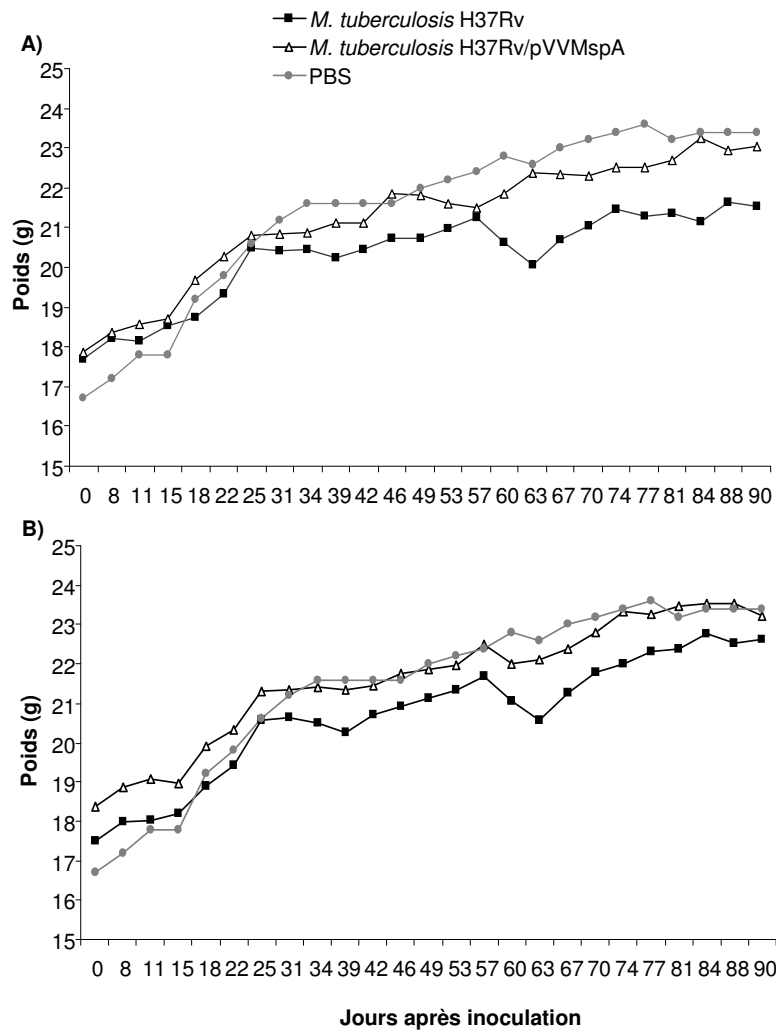 M. tuberculosis H37Rv
M. tuberculosis H37Rv/pVVMspA
PBS
A)
25
24
23
22
21
20
19
18
17
16
15
Poids (g)
0 8 11 15 18 22 25 31 34 39 42 46 49 53 57 60 63 67 70 74 77 81 84 88 90
B)
25
24
23
22
21
20
19
18
17
16
15
Poids (g)
0 8 11 15 18 22 25 31 34 39 42 46 49 53 57 60 63 67 70 74 77 81 84 88 90
Jours après inoculation